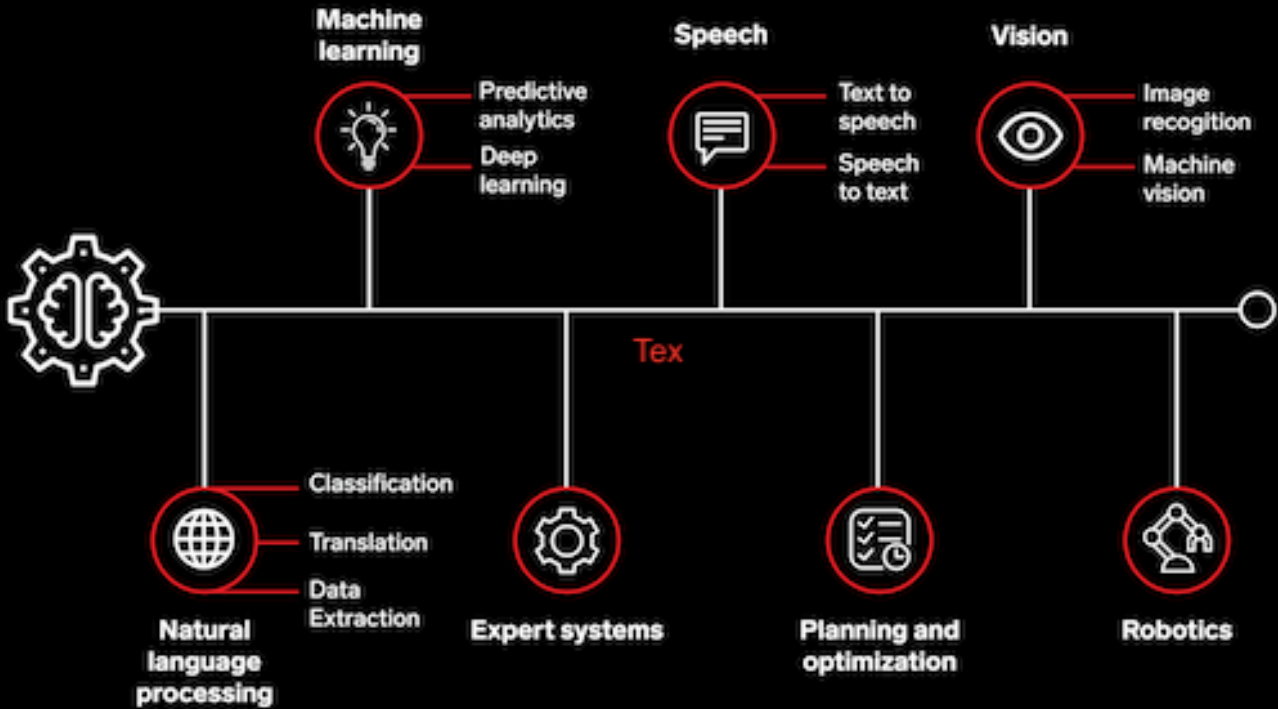 Machine
learning
Predictive
analytics
Deep
learning
Speech
Text to
speech
Speech
to text
Vision
Image
recogition
Machine
vision
Tex
Classification
Translation
Data
Extraction
Natural
language
processing
Expert systems
Planning and
optimization
Robotics